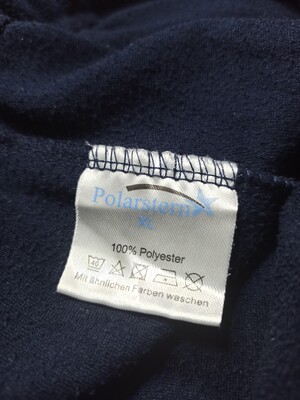 Polarstern
XL
100% Polyester
40
Mit ähnlichen Farben waschen